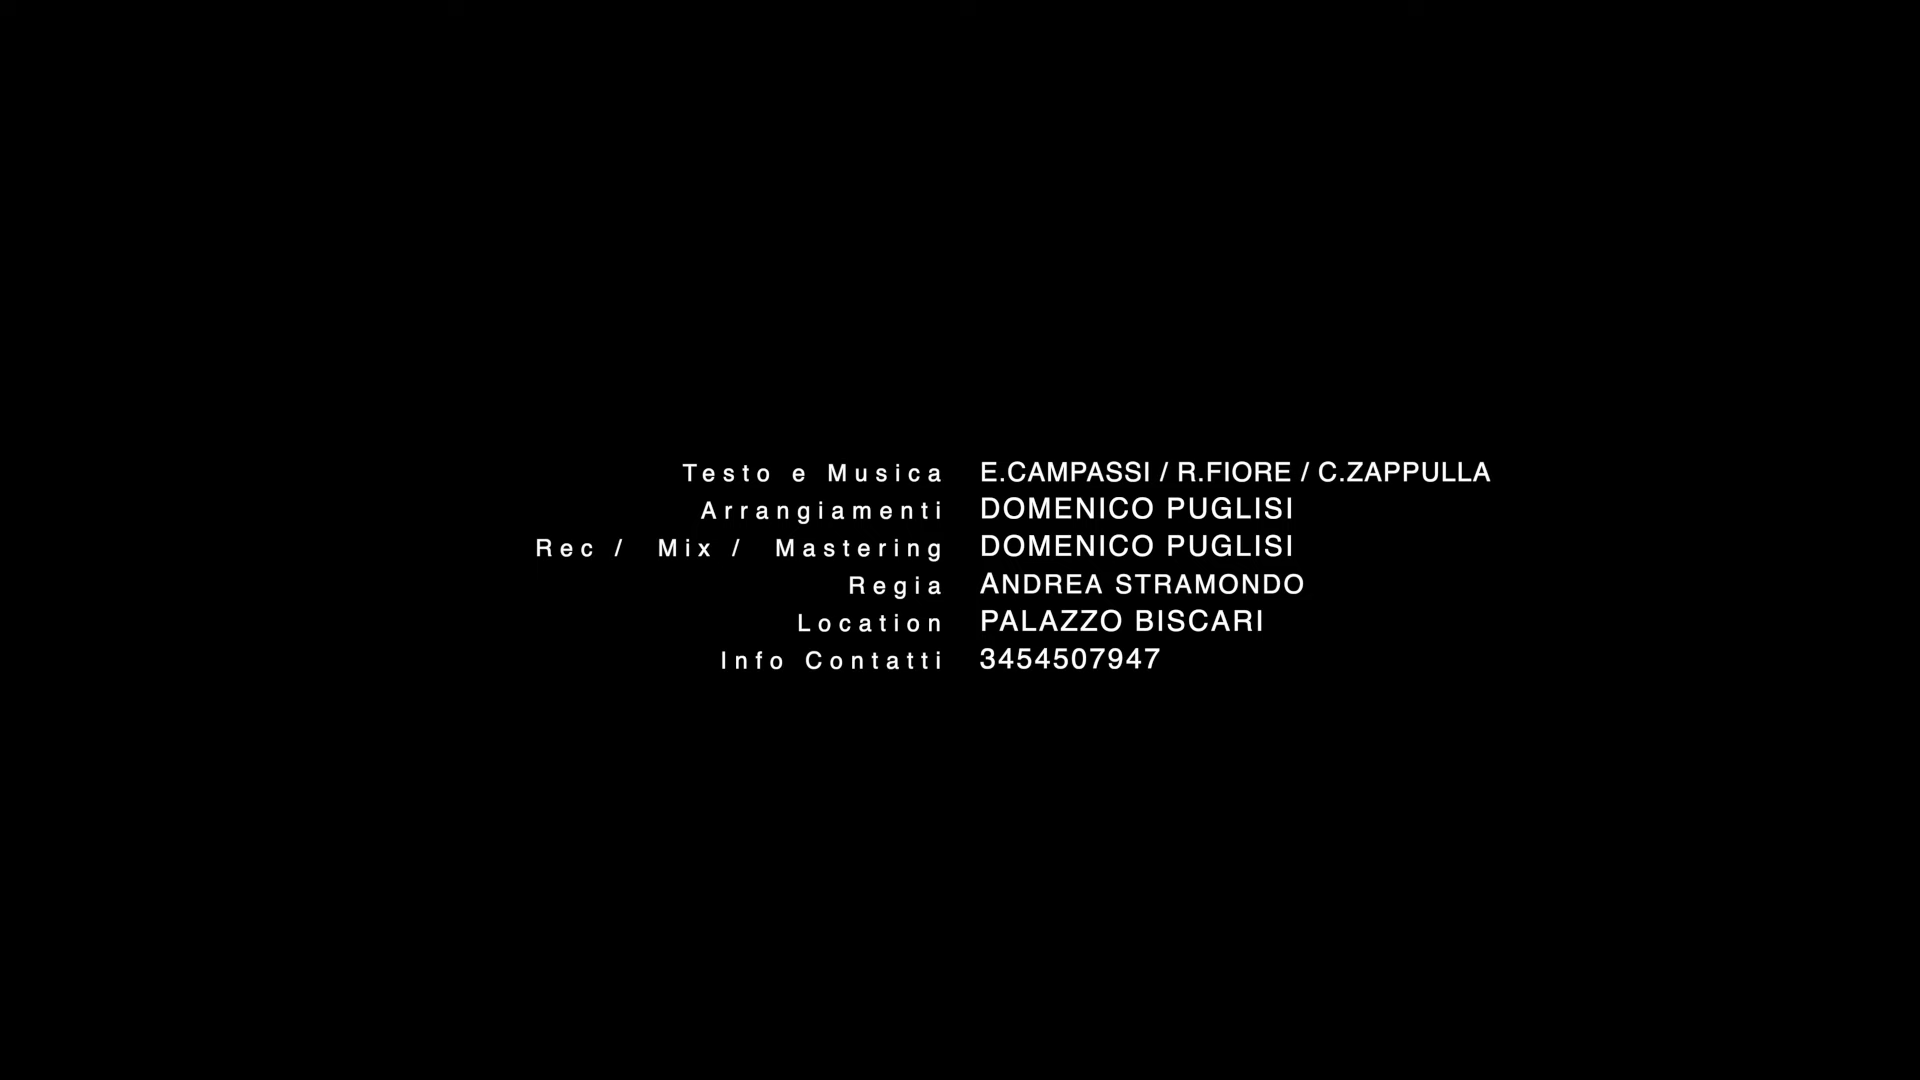 Testo e Musica E.CAMPASSI / R.FIORE / C.ZAPPULLA
Arrangiamenti DOMENICO PUGLISI
Rec / Mix / Mastering DOMENICO PUGLISI
Regia ANDREA STRAMONDO
Location PALAZZO BISCARI
Info Contatti 3454507947